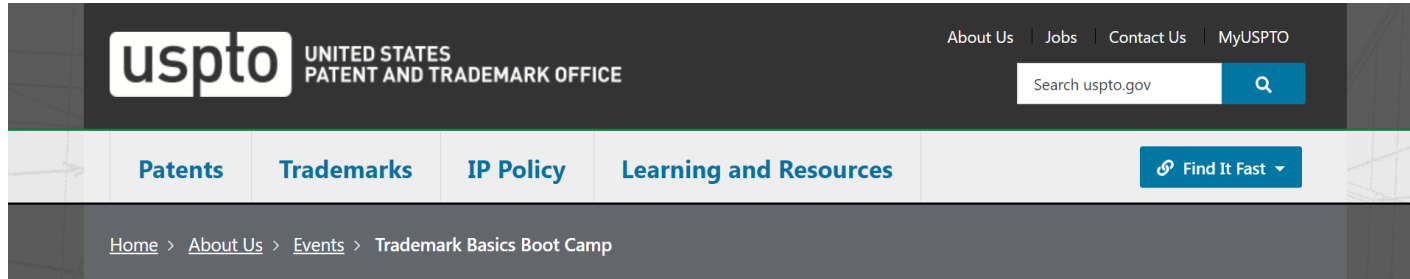 About Us | Jobs | Contact Us | MyUSPTO
uspto UNITED STATES
PATENT AND TRADEMARK OFFICE
Search uspto.gov
Patents Trademarks IP Policy Learning and Resources Find It Fast
Home > About Us > Events > Trademark Basics Boot Camp